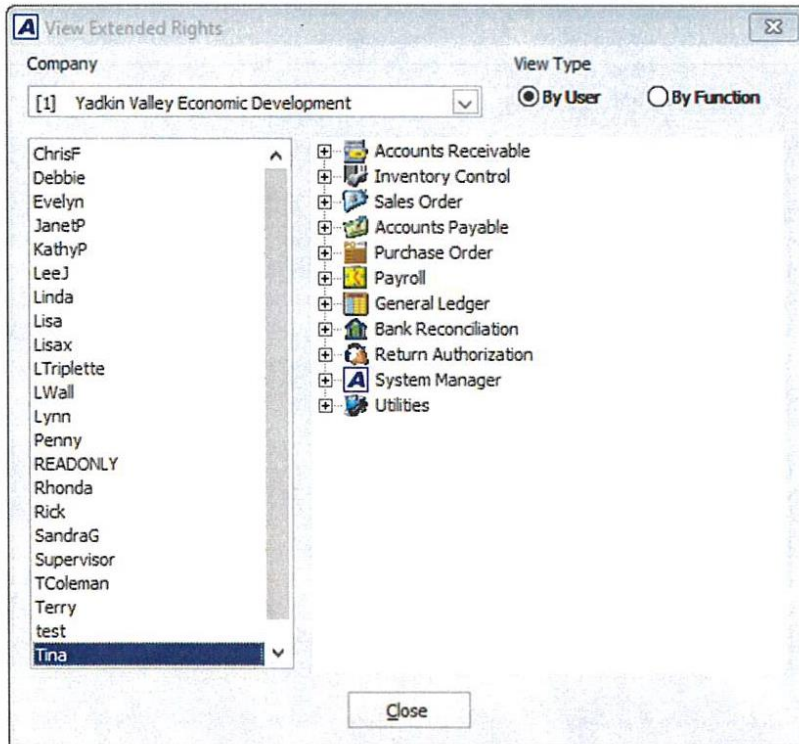 View Extended Rights
Company
View Type
[1] Yadkin Valley Economic Development
By User
By Function
ChrisF
Debbie
Evelyn
JanetP
KathyP
LeeJ
Linda
Lisa
Lisax
LTriplette
LWall
Lynn
Penny
READONLY
Rhonda
Rick
SandraG
Supervisor
TColeman
Terry
test
Tina
Accounts Receivable
Inventory Control
Sales Order
Accounts Payable
Purchase Order
Payroll
General Ledger
Bank Reconciliation
Return Authorization
A System Manager
Utilities
Close